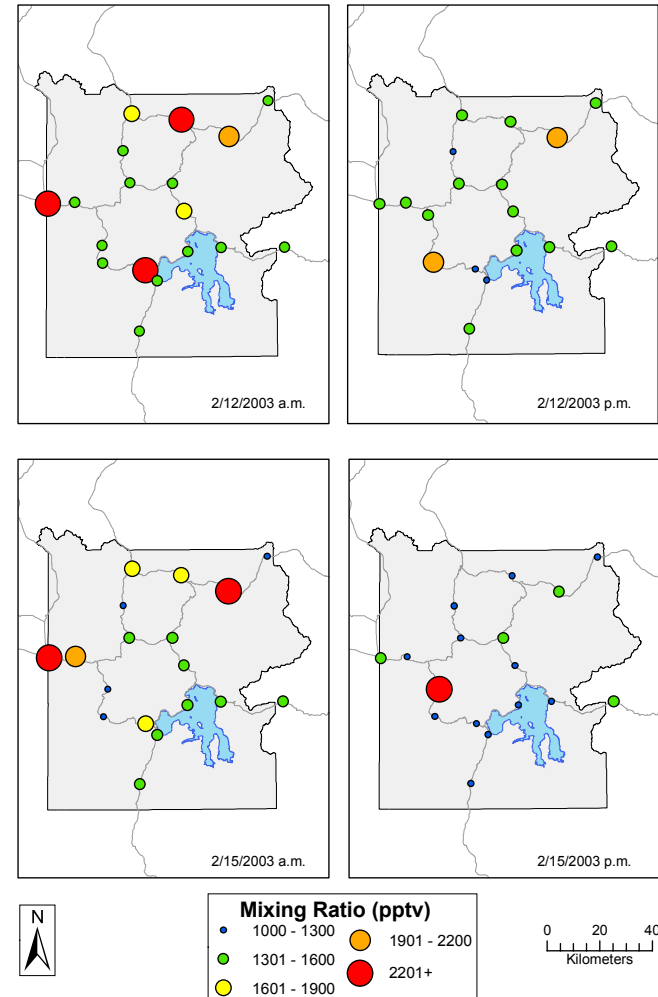 2/12/2003 a.m.
2/12/2003 p.m.
2/15/2003 a.m.
2/15/2003 p.m.
N
Mixing Ratio (pptv)
1000 - 1300
1301 - 1600
1601 - 1900
1901 - 2200
2201+
0 20 40
Kilometers